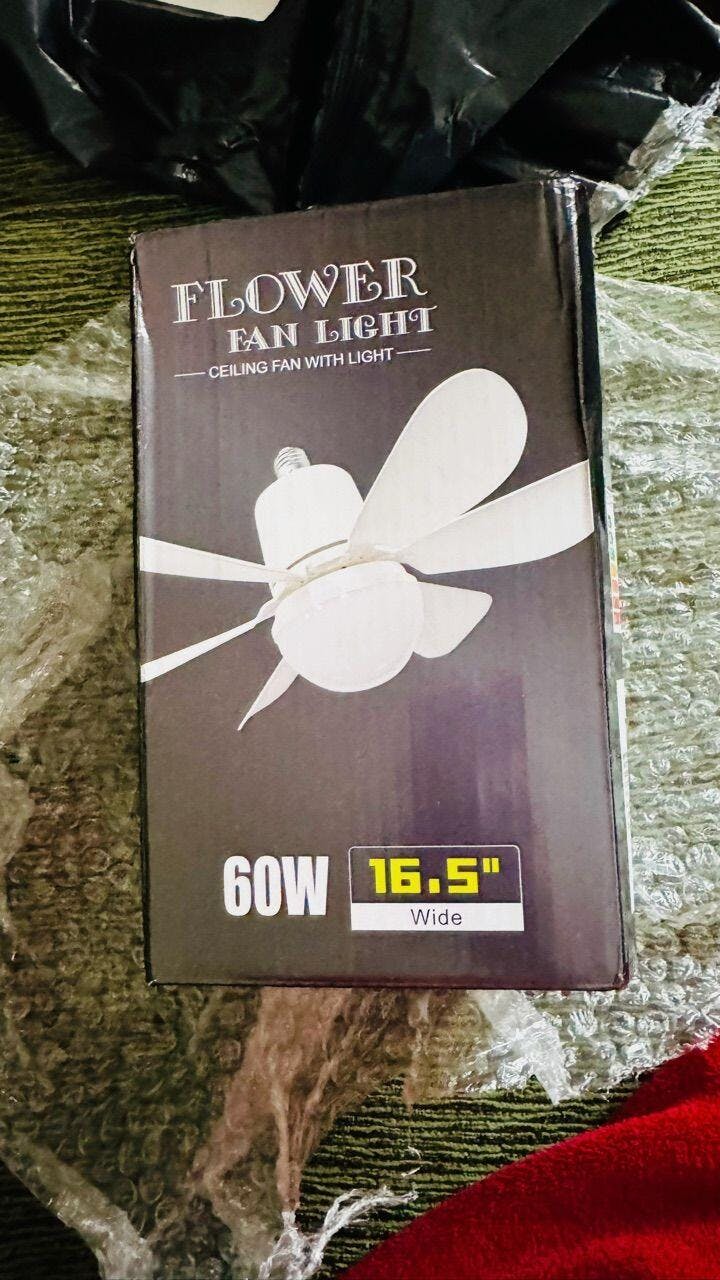 FLOWER
FAN LIGHT
CEILING FAN WITH LIGHT
60W
16.5"
Wide